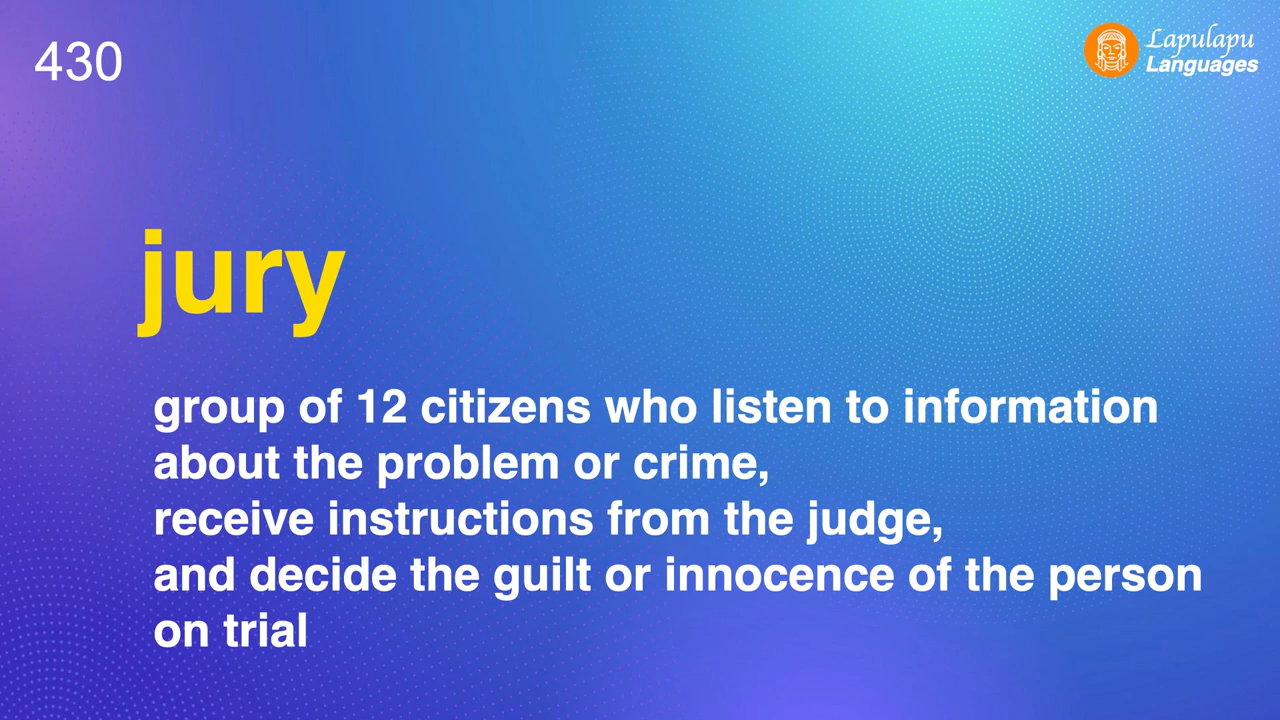 430
Lapulapu
Languages
jury
group of 12 citizens who listen to information
about the problem or crime,
receive instructions from the judge,
and decide the guilt or innocence of the person
on trial